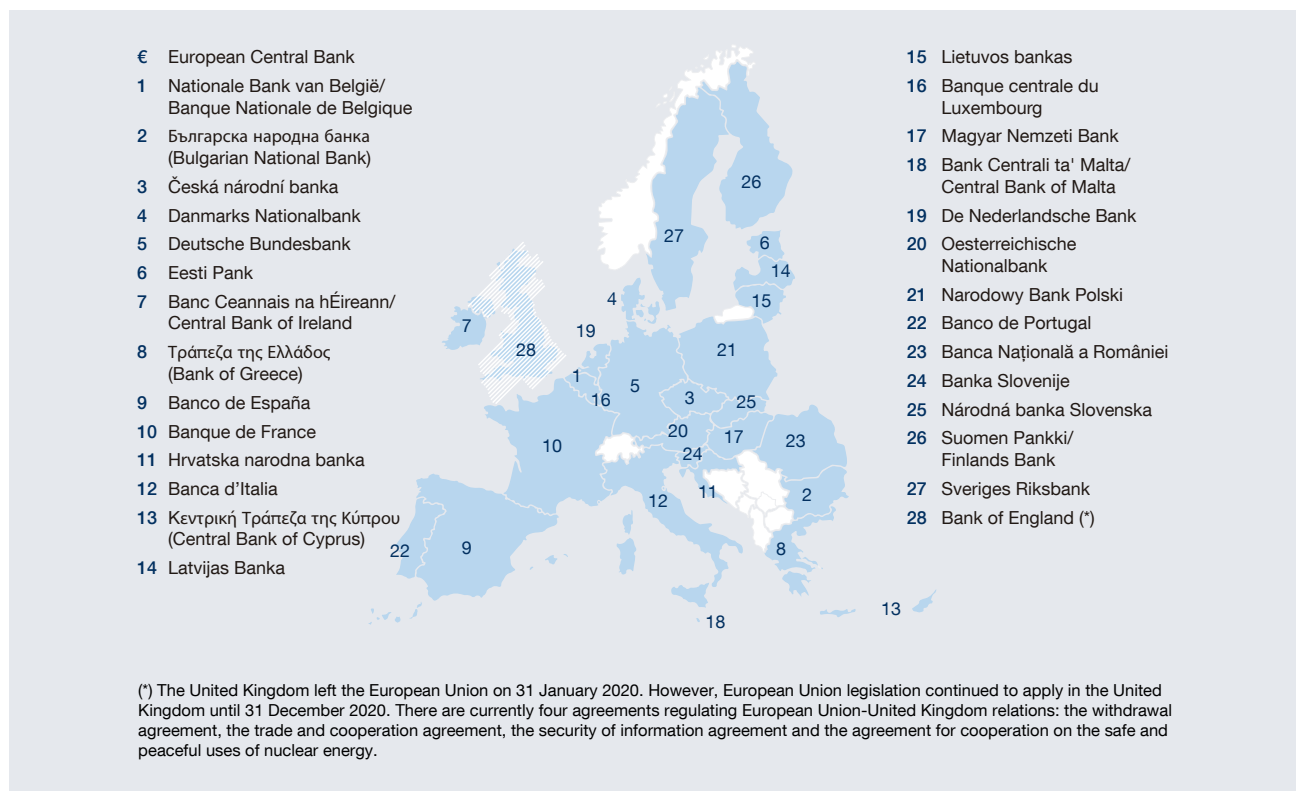 € European Central Bank
1 Nationale Bank van België/
Banque Nationale de Belgique
2 Българска народна банка
(Bulgarian National Bank)
3 Česká národní banka
4 Danmarks Nationalbank
5 Deutsche Bundesbank
6 Eesti Pank
7 Banc Ceannais na hÉireann/
Central Bank of Ireland
8 Τράπεζα της Ελλάδος
(Bank of Greece)
9 Banco de España
10 Banque de France
11 Hrvatska narodna banka
12 Banca d’Italia
13 Κεντρική Τράπεζα της Κύπρου
(Central Bank of Cyprus)
14 Latvijas Banka
26
27
6
14
4
15
19
7
28
21
1
5
16
3
25
20
17
10
23
24
11
12
2
22
9
8
13
18
15 Lietuvos bankas
16 Banque centrale du
Luxembourg
17 Magyar Nemzeti Bank
18 Bank Centrali ta' Malta/
Central Bank of Malta
19 De Nederlandsche Bank
20 Oesterreichische
Nationalbank
21 Narodowy Bank Polski
22 Banco de Portugal
23 Banca Națională a României
24 Banka Slovenije
25 Národná banka Slovenska
26 Suomen Pankki/
Finlands Bank
27 Sveriges Riksbank
28 Bank of England (*)
(*) The United Kingdom left the European Union on 31 January 2020. However, European Union legislation continued to apply in the United
Kingdom until 31 December 2020. There are currently four agreements regulating European Union-United Kingdom relations: the withdrawal
agreement, the trade and cooperation agreement, the security of information agreement and the agreement for cooperation on the safe and
peaceful uses of nuclear energy.